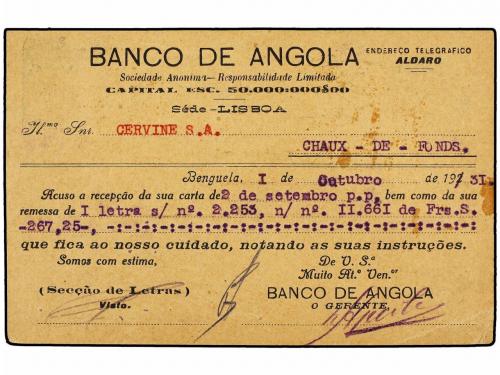 BANCO DE ANGOLA
ENDEREÇO TELEGRAFICO
ALDARO
Sociedade Anonima—Responsabilidade Limitada
CAPITAL ESC. 50.000:000$00
Séde-LISBOA
Il.mo Snr. CERVINE S.A.
CHAUX - DE - FONDS.
Benguela, I de Outubro de 192/31.
Acuso a recepção da sua carta de 2 de setembro p.p, bem como da sua
remessa de I letra s/ nº. 2.253, n/ nº. II.66I de Frs.S.
-267,25-, -:-:-:-:-:-:-:-:-:-:-:-:-:-:-:-:-:-:-:-:-
que fica ao nosso cuidado, notando as suas instruções.
Somos com estima,
De V. S.ª
Muito At.º Ven.or
(Secção de Letras)
Visto.
BANCO DE ANGOLA
O GERENTE,